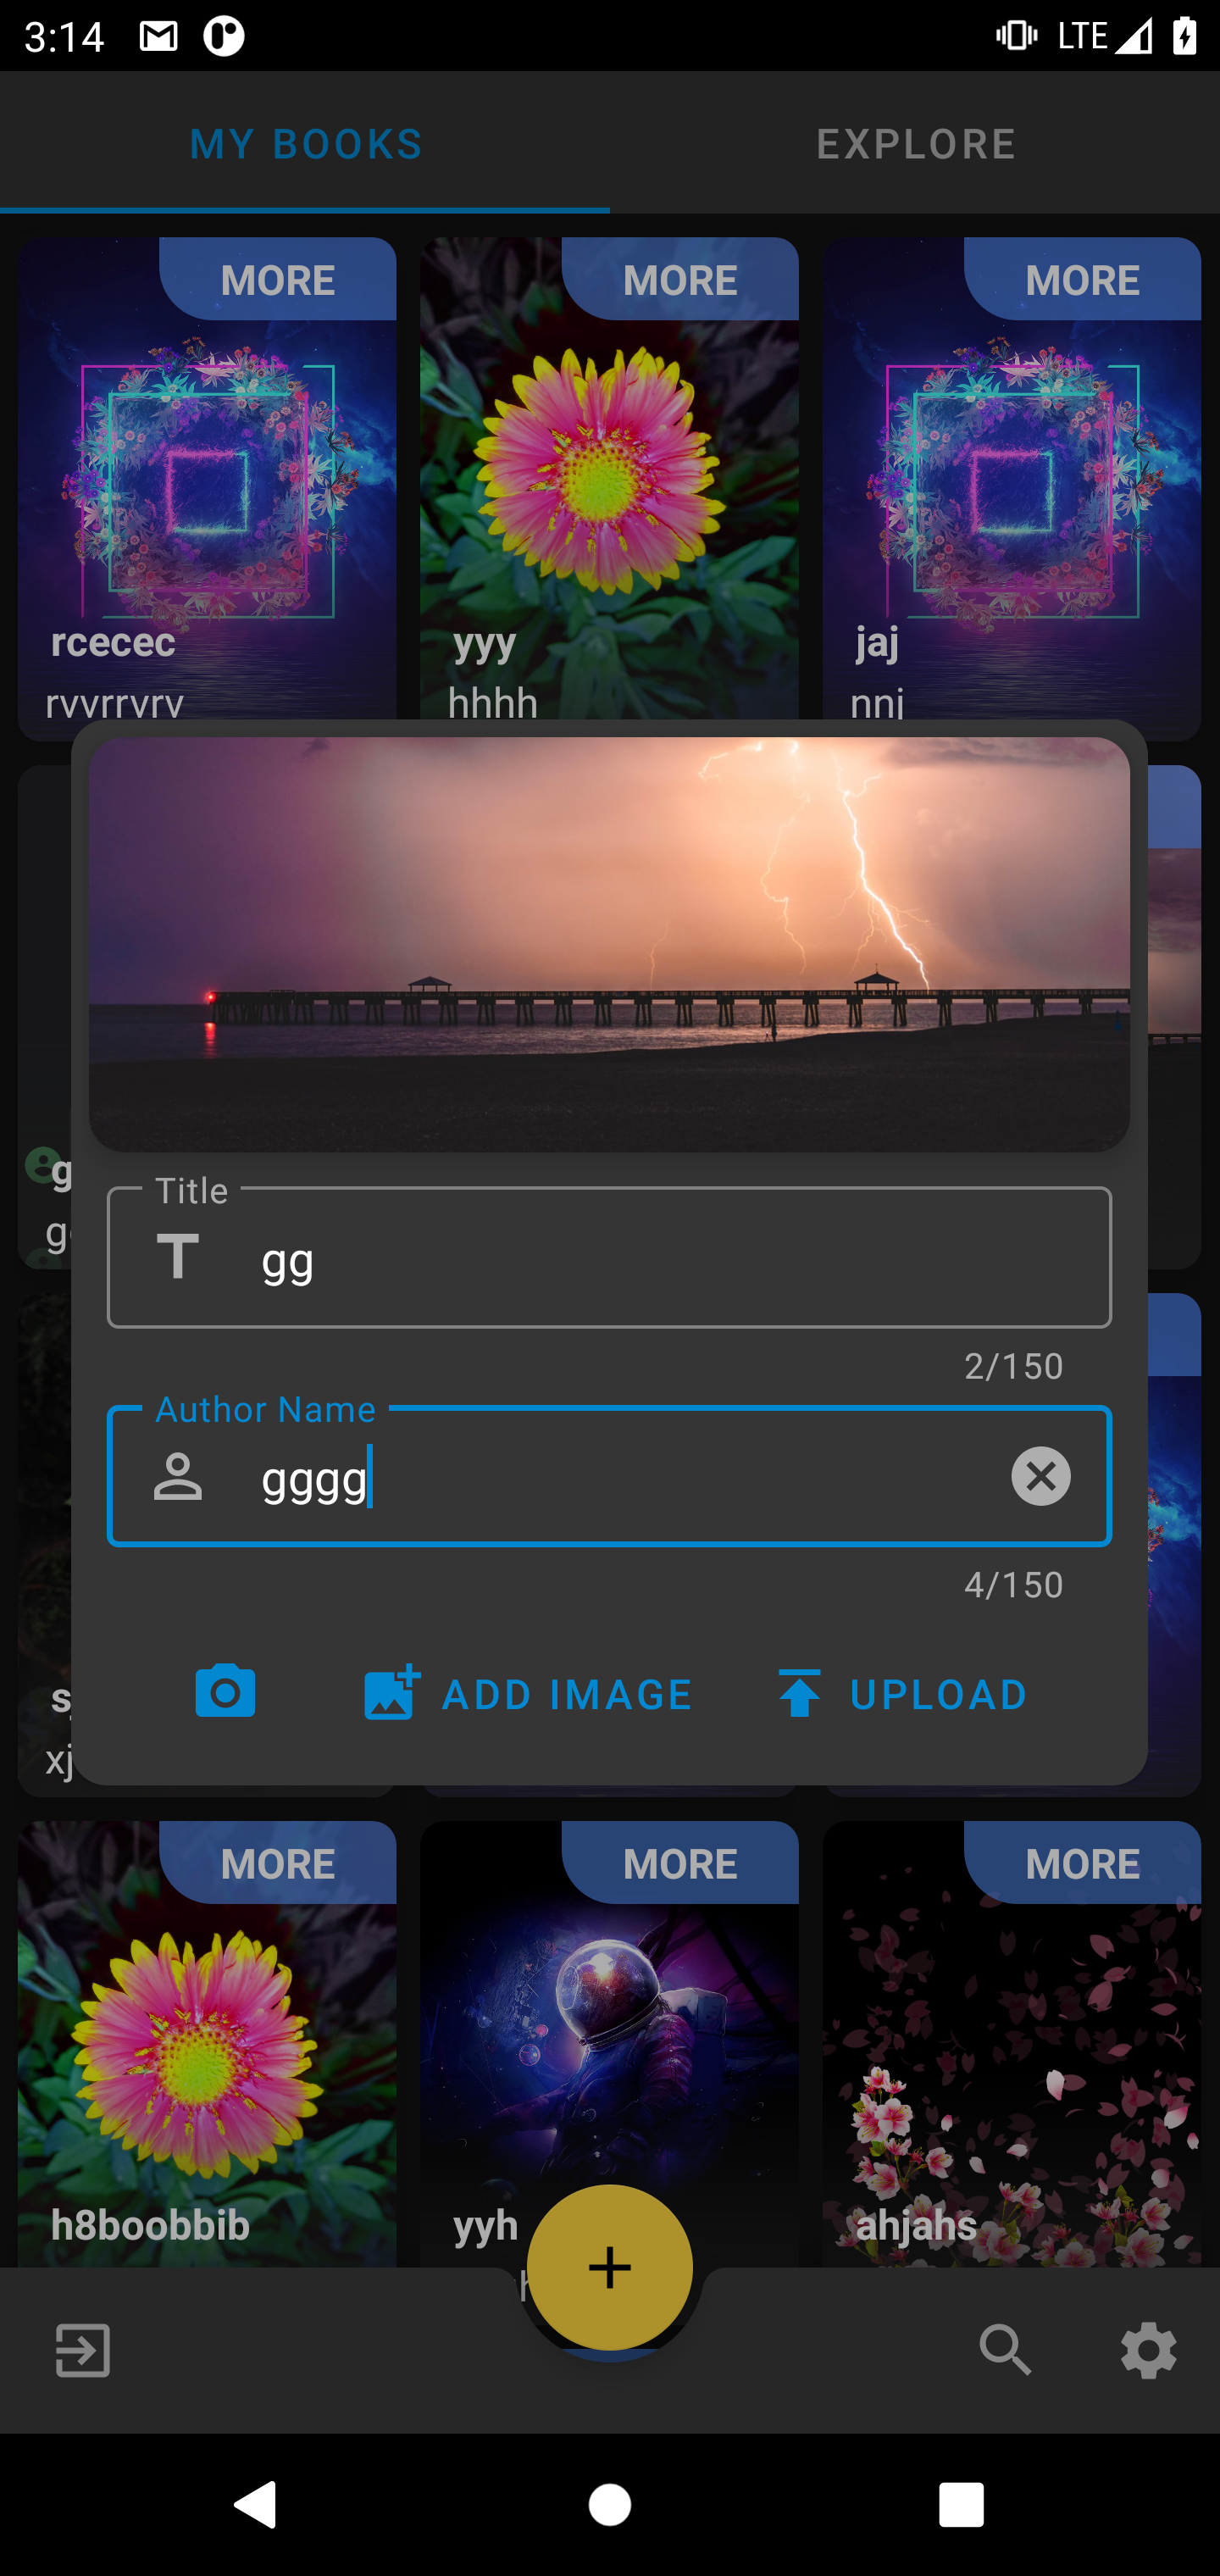 3:14 LTE
MY BOOKS EXPLORE
MORE MORE MORE
rcecec yyy jaj
rvvrrvrv hhhh nnj
Title
gg
2/150
Author Name
gggg
4/150
ADD IMAGE UPLOAD
MORE MORE MORE
h8boobbib yyh ahjahs